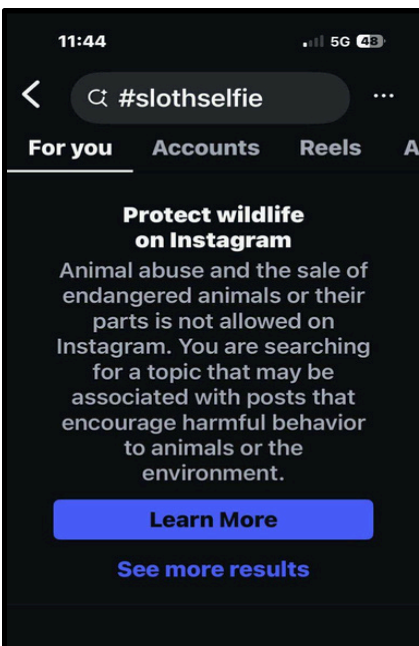 11:44
5G 48
#slothselfie
...
For you Accounts Reels A
Protect wildlife
on Instagram
Animal abuse and the sale of
endangered animals or their
parts is not allowed on
Instagram. You are searching
for a topic that may be
associated with posts that
encourage harmful behavior
to animals or the
environment.
Learn More
See more results